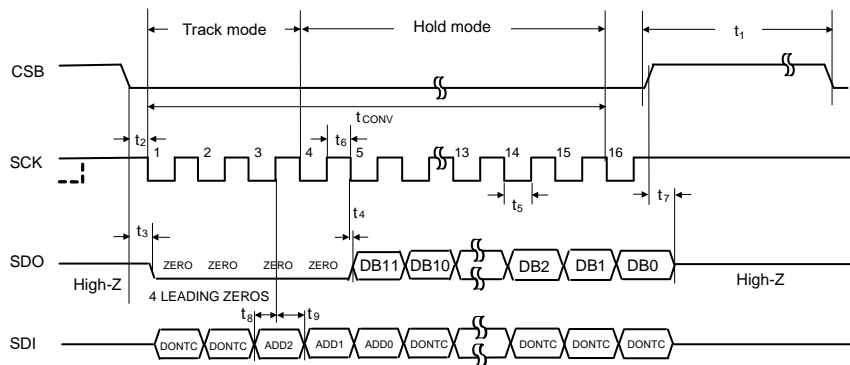 Track mode Hold mode t1
CSB
tCONV
t2 t6
SCK 1 2 3 4 5 13 14 15 16
t5 t7
t3 t4
SDO ZERO ZERO ZERO ZERO DB11 DB10 DB2 DB1 DB0
High-Z High-Z
4 LEADING ZEROS
t8 t9
SDI DONTC DONTC ADD2 ADD1 ADD0 DONTC DONTC DONTC DONTC